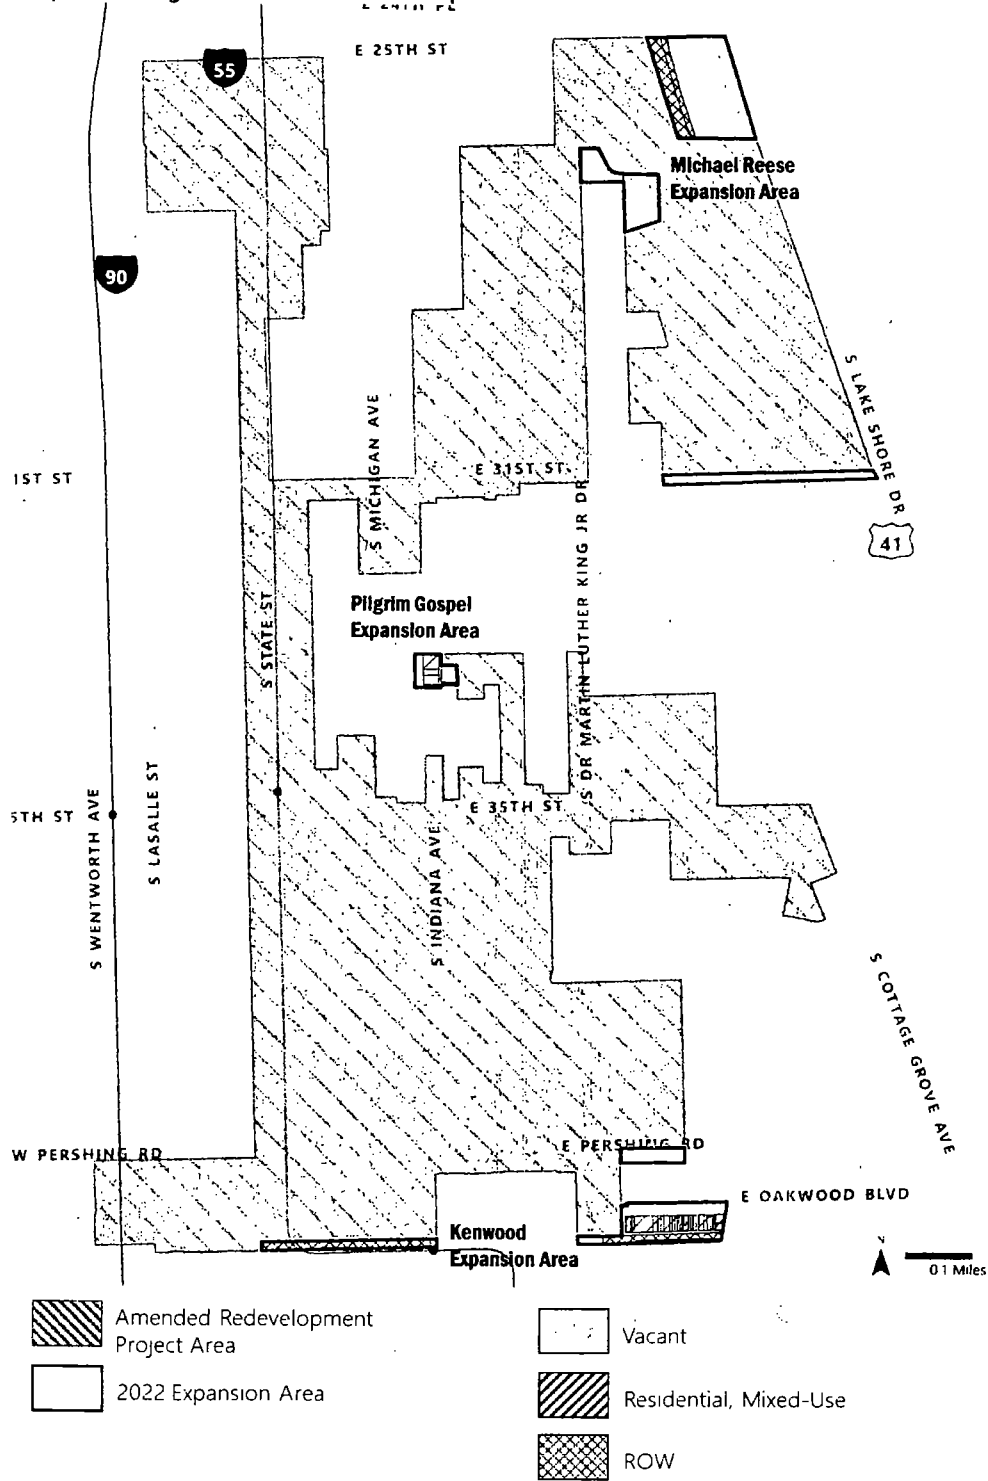 E 25TH ST
55
Michael Reese
Expansion Area
90
S LAKE SHORE DR
S MICHIGAN AVE
E 31ST ST
1ST ST
41
S DR MARTIN LUTHER KING JR DR
Pilgrim Gospel
Expansion Area
S STATE ST
S LASALLE ST
S WENTWORTH AVE
5TH ST
E 35TH ST
S INDIANA AVE
S COTTAGE GROVE AVE
W PERSHING RD
E PERSHING RD
E OAKWOOD BLVD
Kenwood
Expansion Area
N
0 1 Miles
Amended Redevelopment
Project Area
2022 Expansion Area
Vacant
Residential, Mixed-Use
ROW